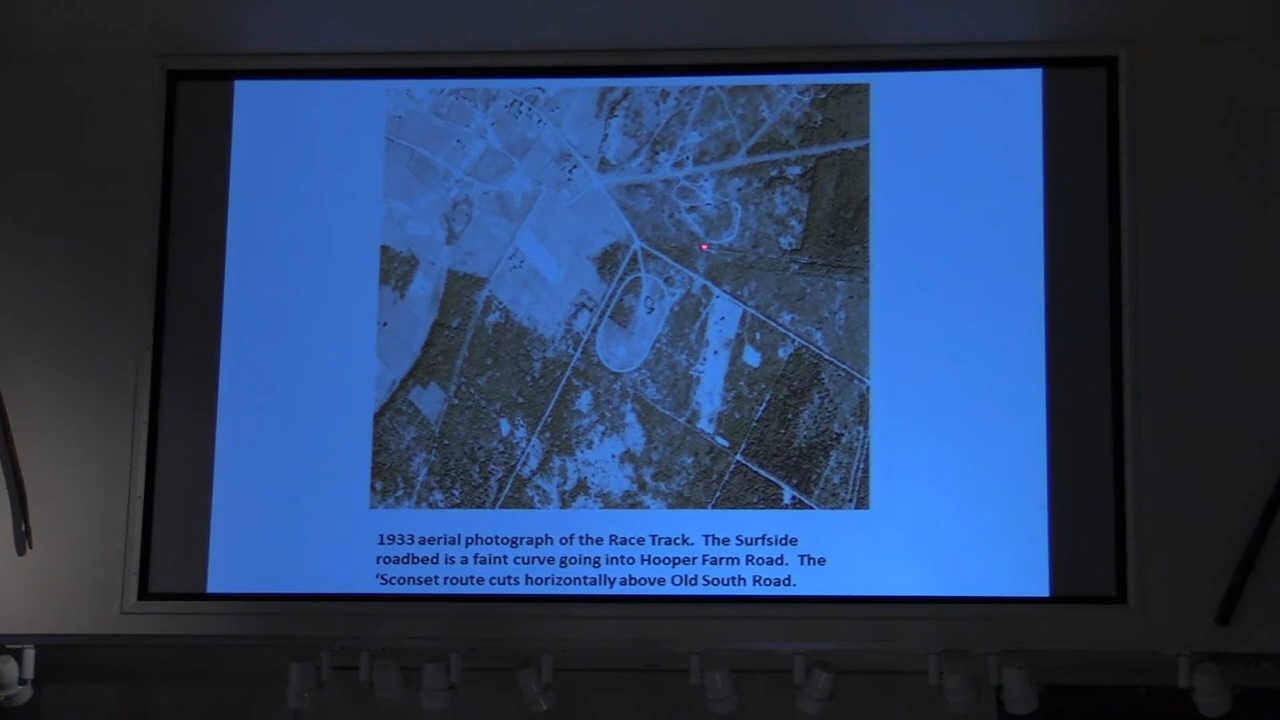 1933 aerial photograph of the Race Track.  The Surfside
roadbed is a faint curve going into Hooper Farm Road.  The
‘Sconset route cuts horizontally above Old South Road.